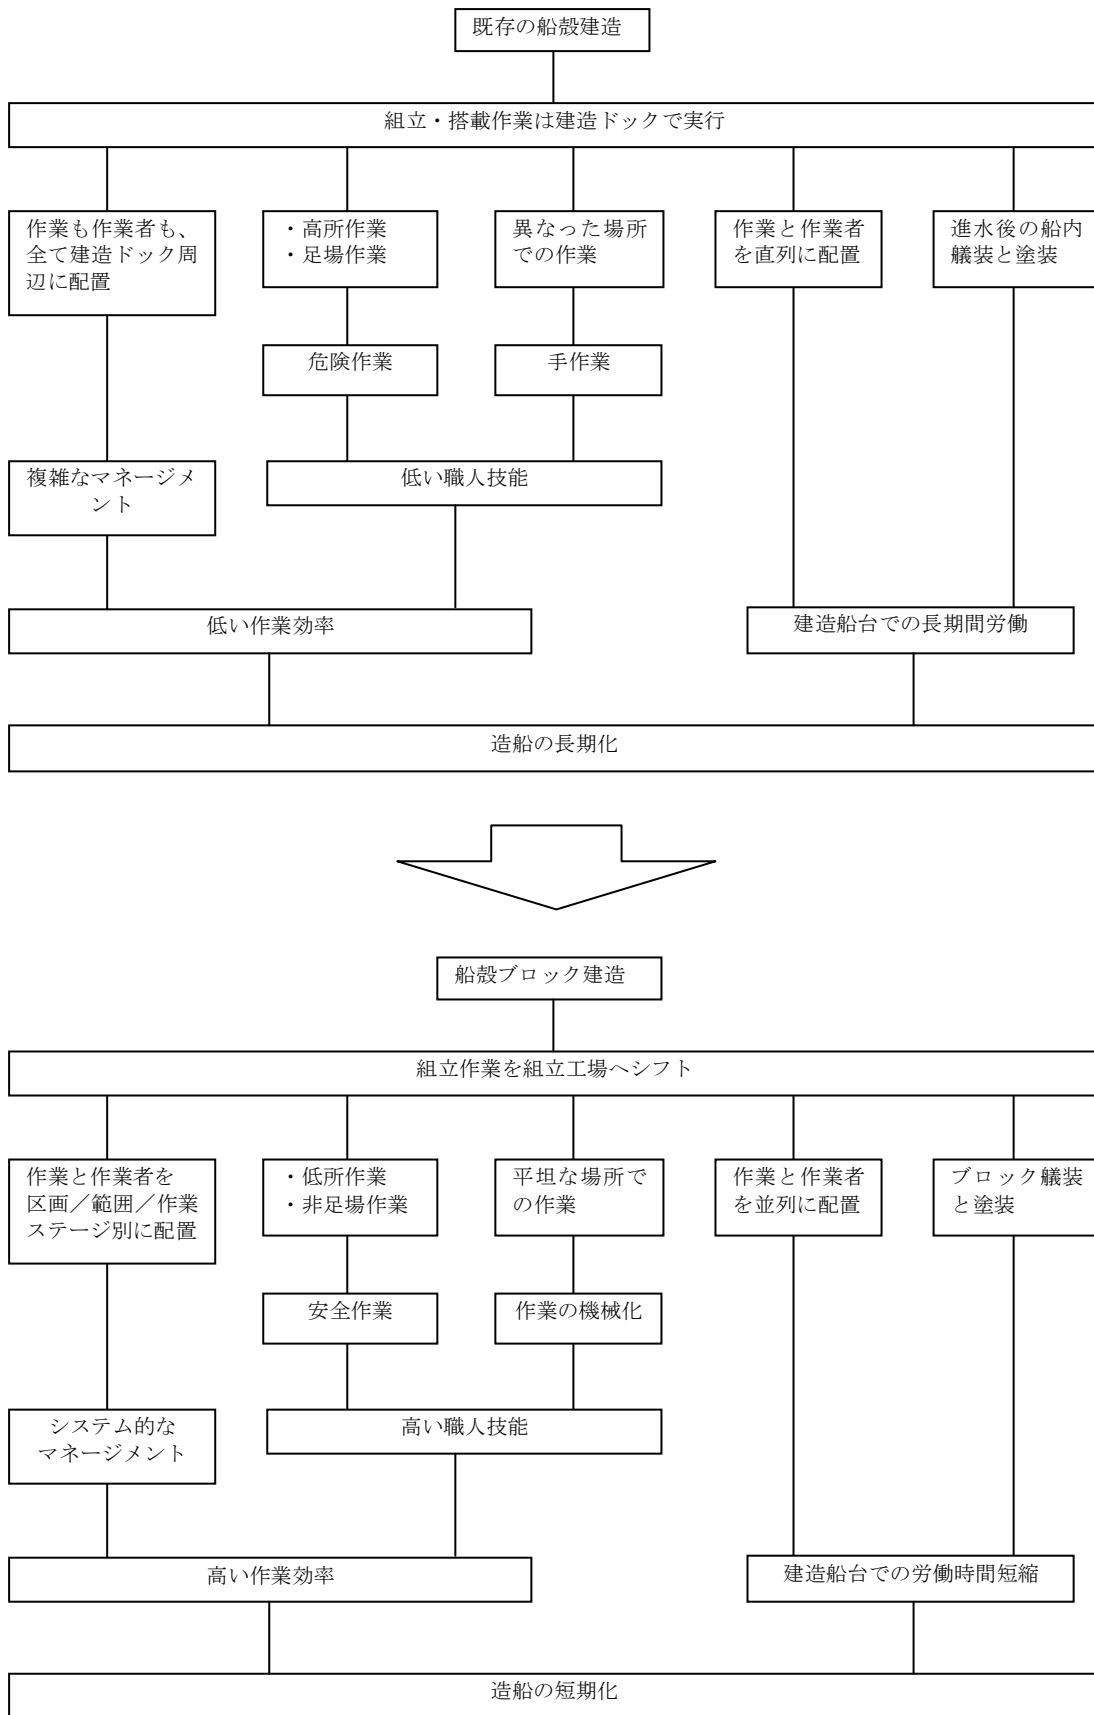 既存の船殻建造
組立・搭載作業は建造ドックで実行
作業も作業者も、
全て建造ドック周
辺に配置
・高所作業
・足場作業
異なった場所
での作業
作業と作業者
を直列に配置
進水後の船内
艤装と塗装
危険作業
手作業
複雑なマネージメ
ント
低い職人技能
低い作業効率
建造船台での長期間労働
造船の長期化
船殻ブロック建造
組立作業を組立工場へシフト
作業と作業者を
区画／範囲／作業
ステージ別に配置
・低所作業
・非足場作業
平坦な場所で
の作業
作業と作業者
を並列に配置
ブロック艤装
と塗装
安全作業
作業の機械化
システム的な
マネージメント
高い職人技能
高い作業効率
建造船台での労働時間短縮
造船の短期化